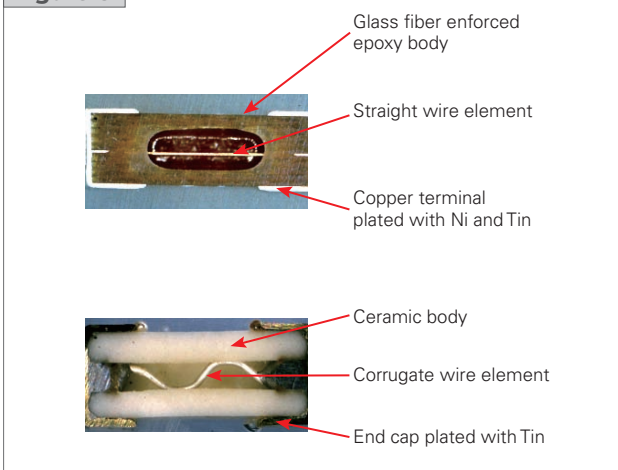 Glass fiber enforced
epoxy body
Straight wire element
Copper terminal
plated with Ni and Tin
Ceramic body
Corrugate wire element
End cap plated with Tin